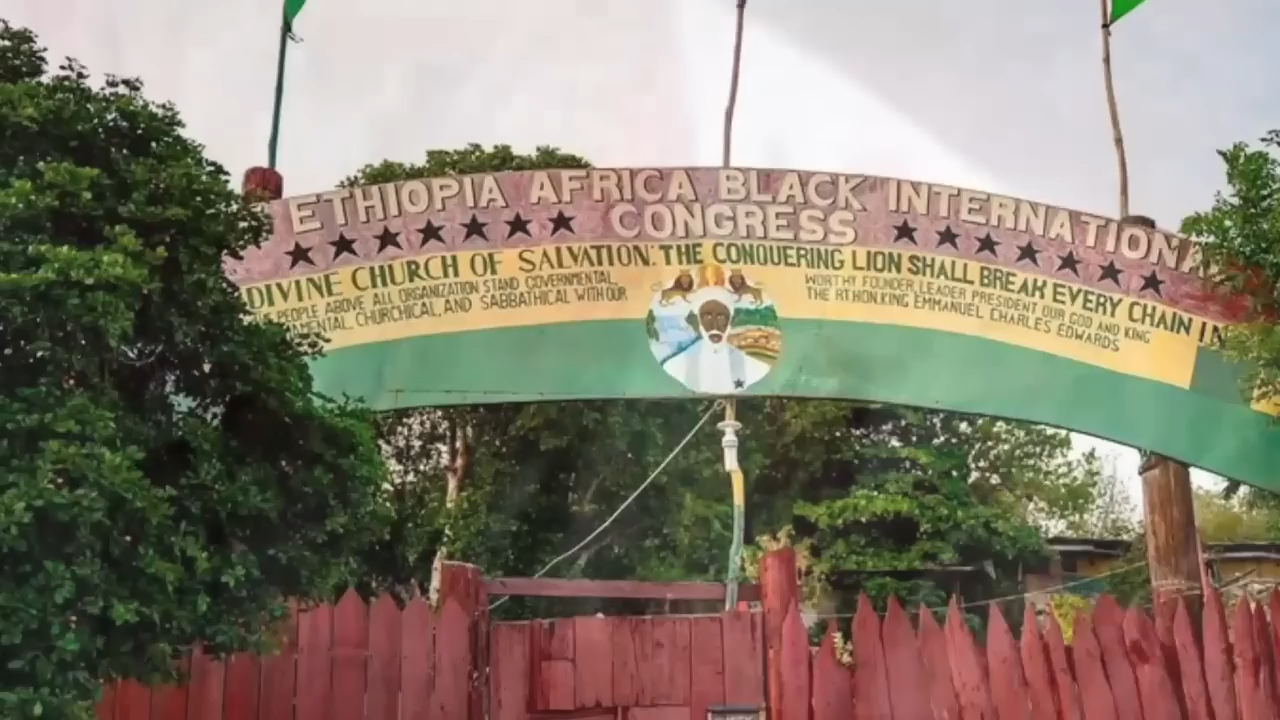 ETHIOPIA AFRICA BLACK INTERNATIONA
CONGRESS
DIVINE CHURCH OF SALVATION: THE CONQUERING LION SHALL BREAK EVERY CHAIN IN
PEOPLE ABOVE ALL ORGANIZATION STAND GOVERNMENTAL,
AMENTAL, CHURCHICAL, AND SABBATHICAL WITH OUR
WORTHY FOUNDER, LEADER PRESIDENT OUR GOD AND KING
THE RT HON. KING EMMANUEL CHARLES EDWARDS